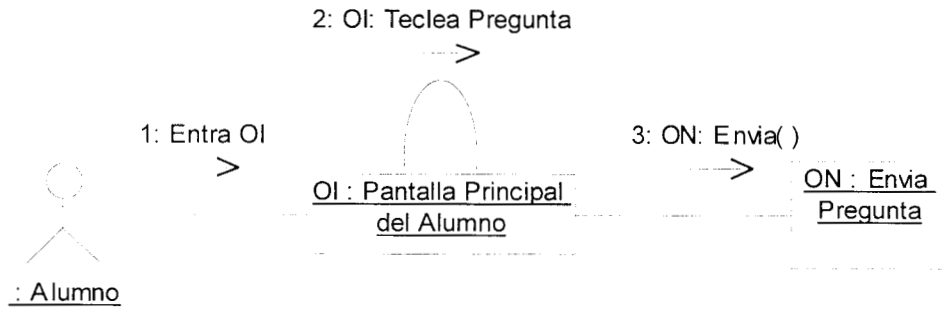 2: OI: Teclea Pregunta
1: Entra OI
3: ON: Envia( )
OI : Pantalla Principal
del Alumno
ON : Envia
Pregunta
: Alumno